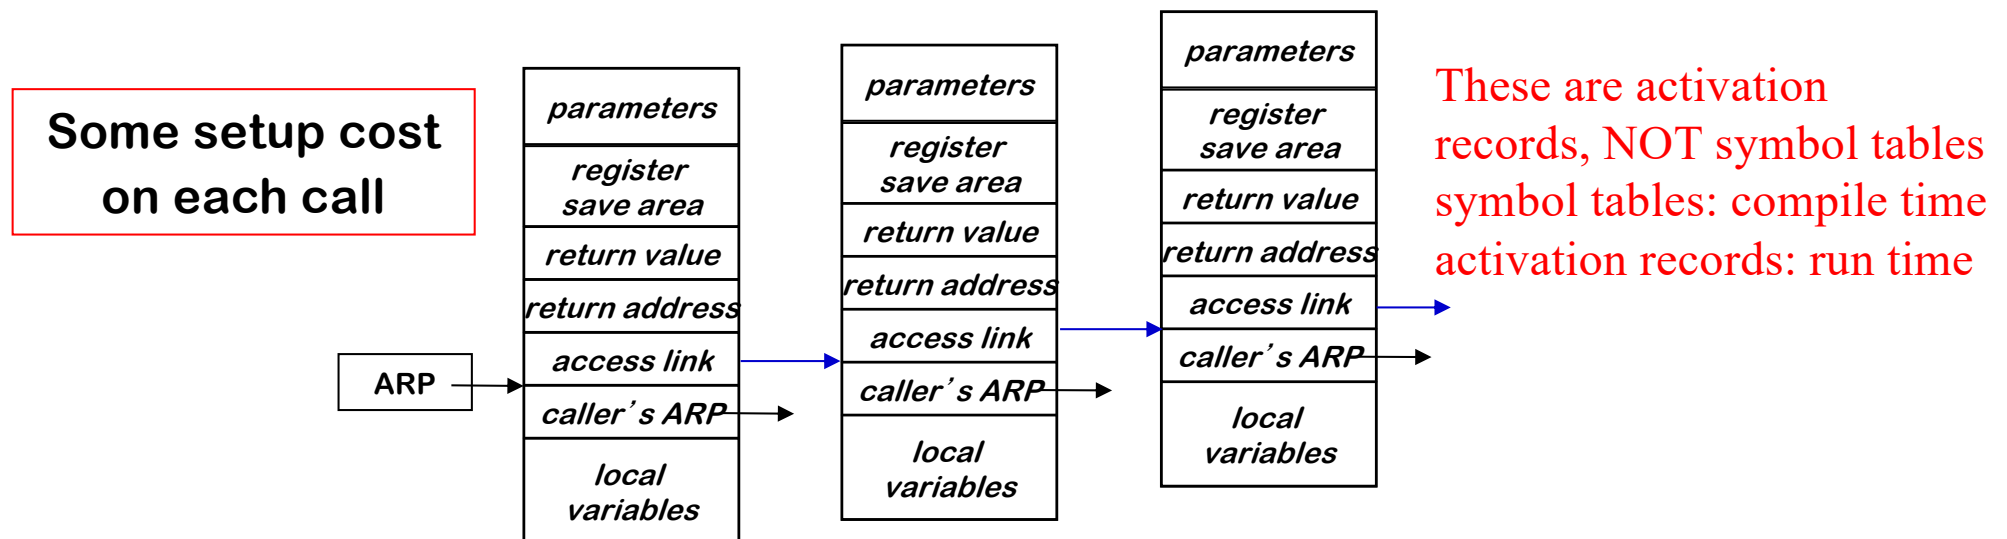 Some setup cost
on each call
ARP
parameters
register
save area
return value
return address
access link
caller's ARP
local
variables
parameters
register
save area
return value
return address
access link
caller's ARP
local
variables
parameters
register
save area
return value
return address
access link
caller's ARP
local
variables
These are activation
records, NOT symbol tables
symbol tables: compile time
activation records: run time